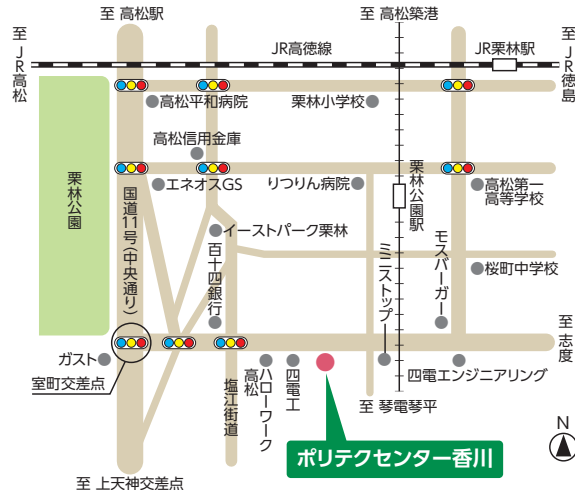 至 高松駅
至 高松築港
至JR高松
JR高徳線
JR栗林駅
至JR徳島
高松平和病院
栗林小学校
高松信用金庫
栗林公園
国道11号(中央通り)
エネオスGS
りつりん病院
栗林公園駅
高松第一
高等学校
イーストパーク栗林
百十四銀行
ミニストップ
モスバーガー
桜町中学校
ガスト
室町交差点
塩江街道
ハローワーク
高松
四電工
四電エンジニアリング
至志度
至 琴電琴平
ポリテクセンター香川
至 上天神交差点
N